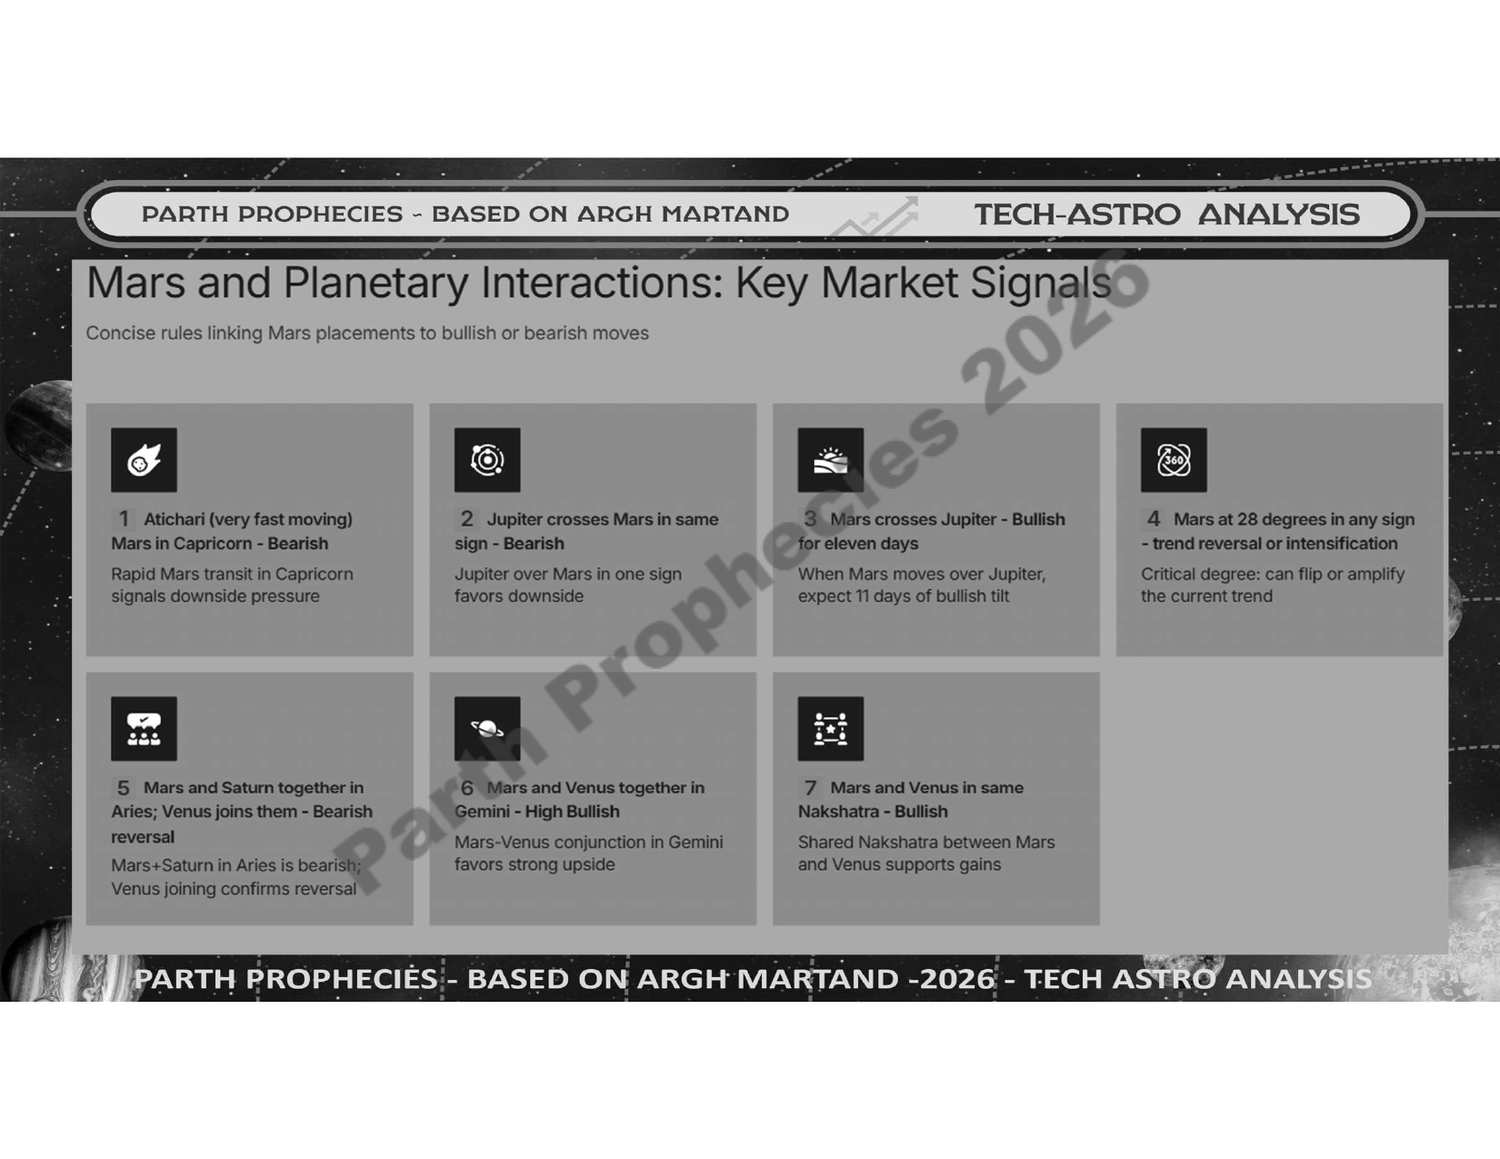 PARTH PROPHECIES - BASED ON ARGH MARTAND
TECH-ASTRO ANALYSIS
Mars and Planetary Interactions: Key Market Signals
Concise rules linking Mars placements to bullish or bearish moves
1 Atichari (very fast moving)
Mars in Capricorn - Bearish
Rapid Mars transit in Capricorn
signals downside pressure
2 Jupiter crosses Mars in same
sign - Bearish
Jupiter over Mars in one sign
favors downside
3 Mars crosses Jupiter - Bullish
for eleven days
When Mars moves over Jupiter,
expect 11 days of bullish tilt
360
4 Mars at 28 degrees in any sign
- trend reversal or intensification
Critical degree: can flip or amplify
the current trend
5 Mars and Saturn together in
Aries; Venus joins them - Bearish
reversal
Mars+Saturn in Aries is bearish;
Venus joining confirms reversal
6 Mars and Venus together in
Gemini - High Bullish
Mars-Venus conjunction in Gemini
favors strong upside
7 Mars and Venus in same
Nakshatra - Bullish
Shared Nakshatra between Mars
and Venus supports gains
Parth Prophecies 2026
PARTH PROPHECIES - BASED ON ARGH MARTAND -2026 - TECH ASTRO ANALYSIS